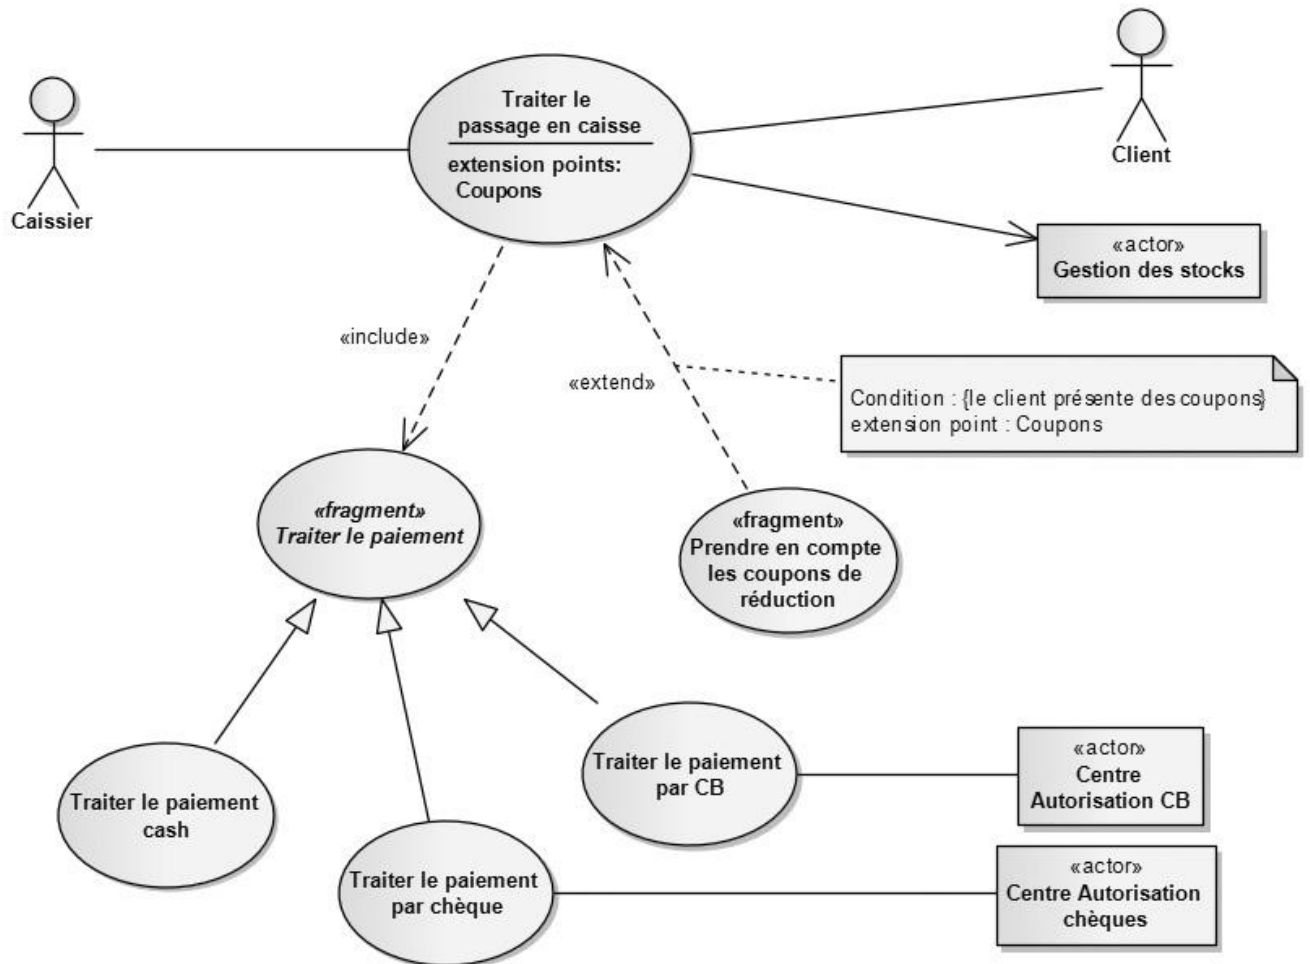 Traiter le
passage en caisse
extension points:
Coupons
Client
Caissier
«actor»
Gestion des stocks
«include»
«extend»
Condition : {le client présente des coupons}
extension point : Coupons
«fragment»
Traiter le paiement
«fragment»
Prendre en compte
les coupons de
réduction
Traiter le paiement
cash
Traiter le paiement
par chèque
Traiter le paiement
par CB
«actor»
Centre
Autorisation CB
«actor»
Centre Autorisation
chèques